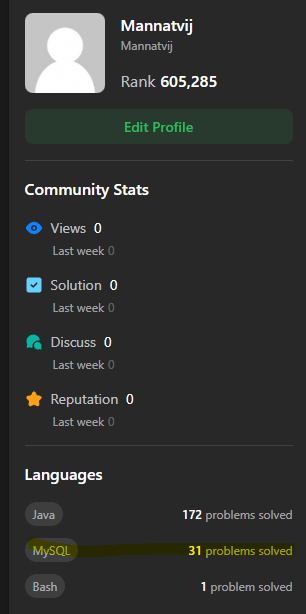 Mannatvij
Mannatvij
Rank 605,285
Edit Profile
Community Stats
Views 0
Last week 0
Solution 0
Last week 0
Discuss 0
Last week 0
Reputation 0
Last week 0
Languages
Java 172 problems solved
MySQL 31 problems solved
Bash 1 problem solved